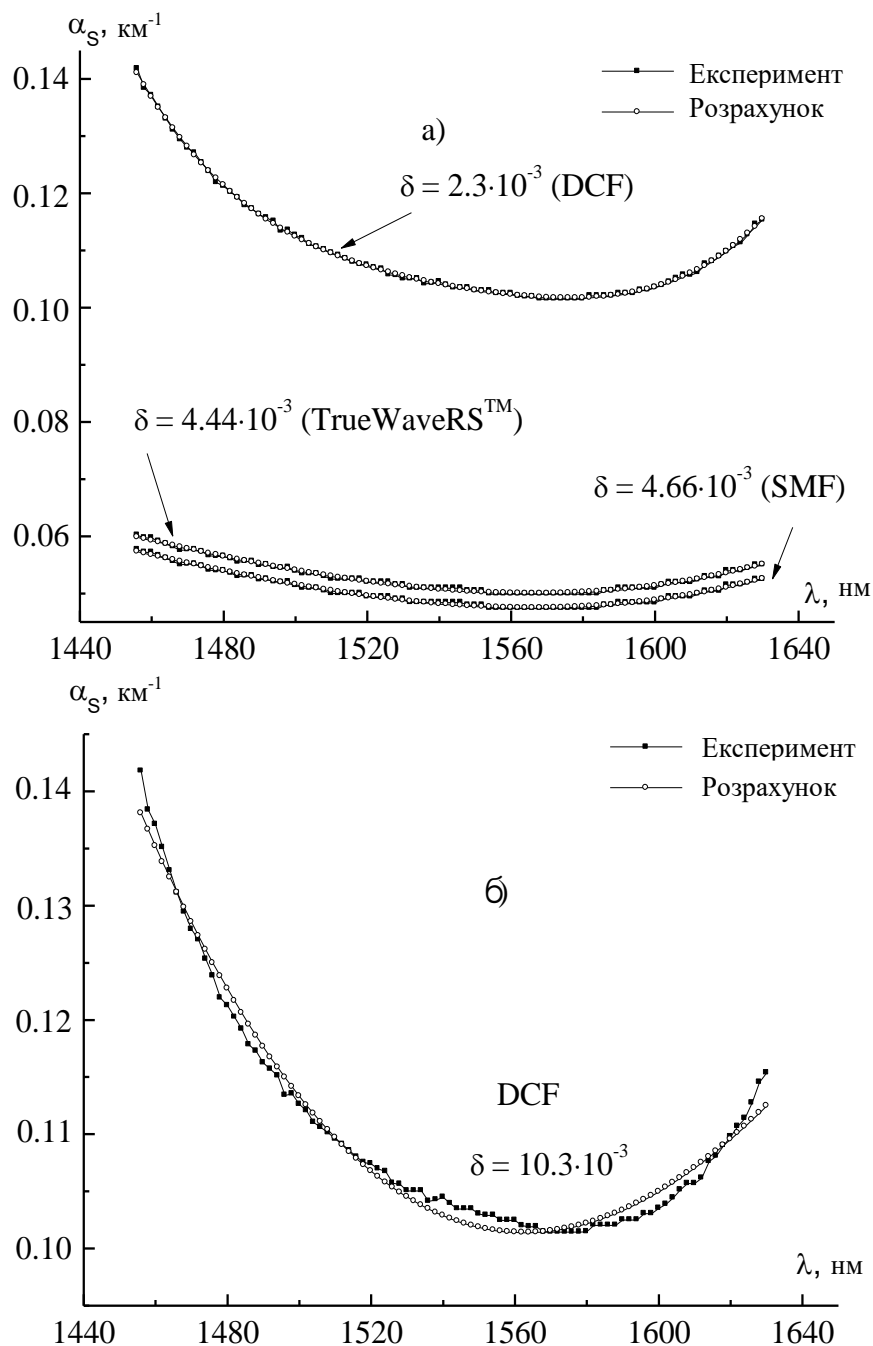 αS, км-1
0.14
Експеримент
Розрахунок
а)
δ = 2.3·10-3 (DCF)
0.12
0.10
0.08
δ = 4.44·10-3 (TrueWaveRSTM)
δ = 4.66·10-3 (SMF)
0.06
λ, нм
1440 1480 1520 1560 1600 1640
αS, км-1
Експеримент
0.14
Розрахунок
б)
0.13
0.12
DCF
0.11
δ = 10.3·10-3
0.10
λ, нм
1440 1480 1520 1560 1600 1640